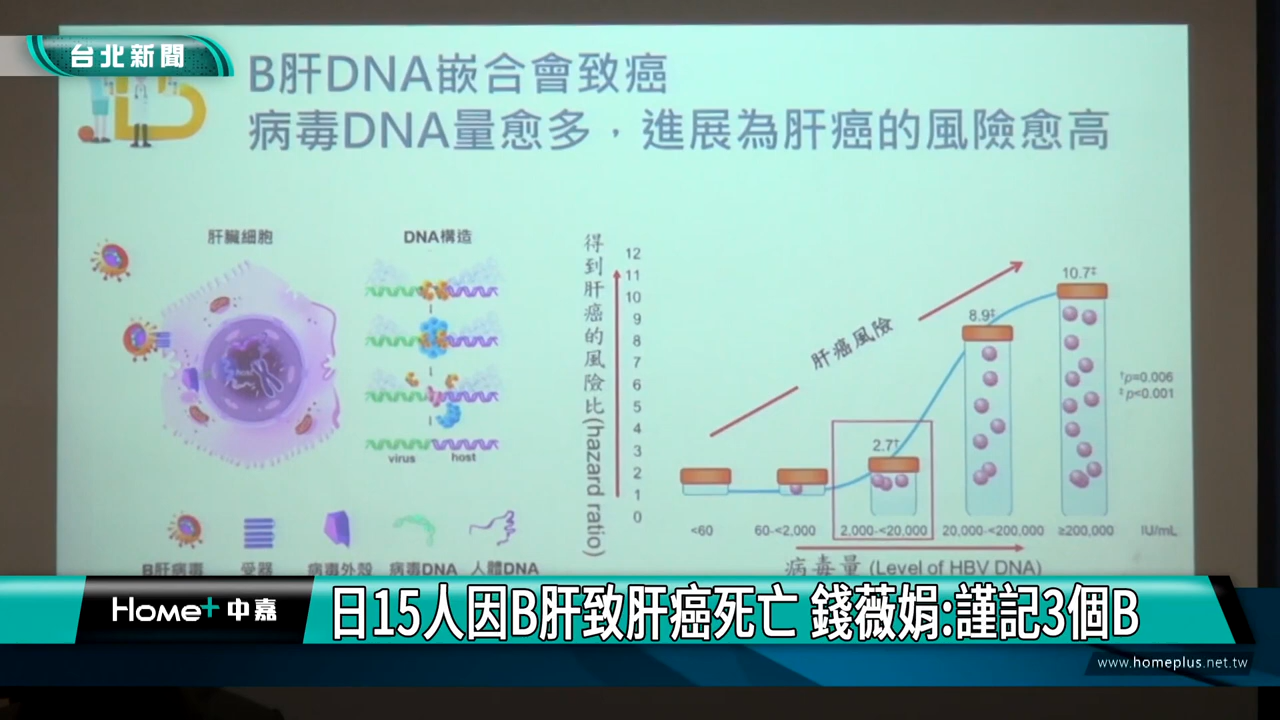 台北新聞
B肝DNA嵌合會致癌
病毒DNA量愈多，進展為肝癌的風險愈高
肝臟細胞
DNA構造
virus
host
B肝病毒
受器
病毒外殼
病毒DNA
人體DNA
得到肝癌的風險比(hazard ratio)
12
11
10
9
8
7
6
5
4
3
2
1
0
肝癌風險
2.7‡
8.9‡
10.7‡
†p=0.006
‡p<0.001
<60
60-<2,000
2,000-<20,000
20,000-<200,000
≥200,000
IU/mL
病毒量 (Level of HBV DNA)
Home+ 中嘉
日15人因B肝致肝癌死亡 錢薇娟:謹記3個B
www.homeplus.net.tw